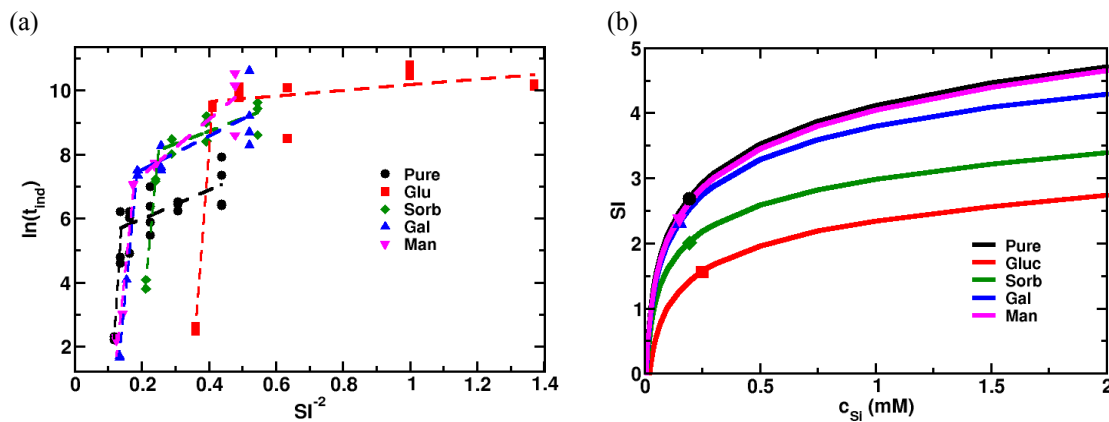 (a)
(b)
ln(t_ind)
10
8
6
4
2
0 0.2 0.4 0.6 0.8 1 1.2 1.4
SI^-2
Pure
Glu
Sorb
Gal
Man
SI
5
4
3
2
1
0
0 0.5 1 1.5 2
c_Si (mM)
Pure
Gluc
Sorb
Gal
Man